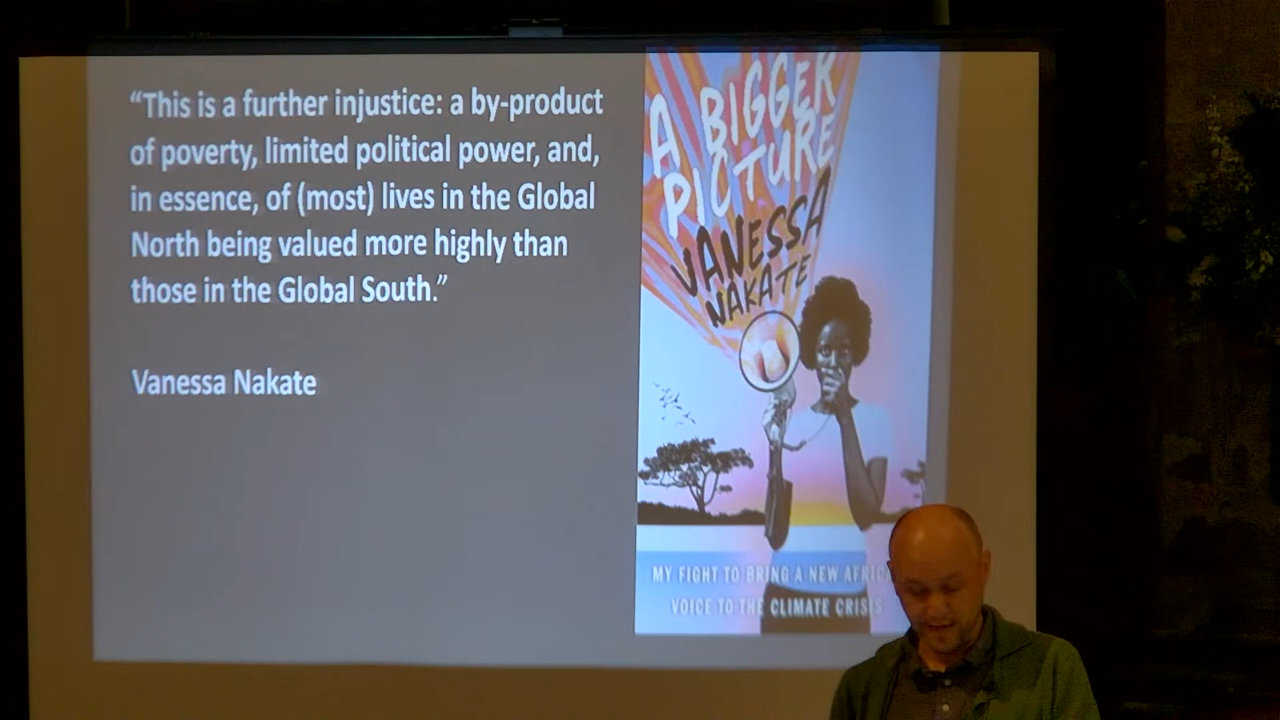 “This is a further injustice: a by-product
of poverty, limited political power, and,
in essence, of (most) lives in the Global
North being valued more highly than
those in the Global South.”
Vanessa Nakate
A BIGGER
PICTURE
VANESSA
NAKATE
MY FIGHT TO BRING A NEW
VOICE TO THE CLIMATE CRISIS